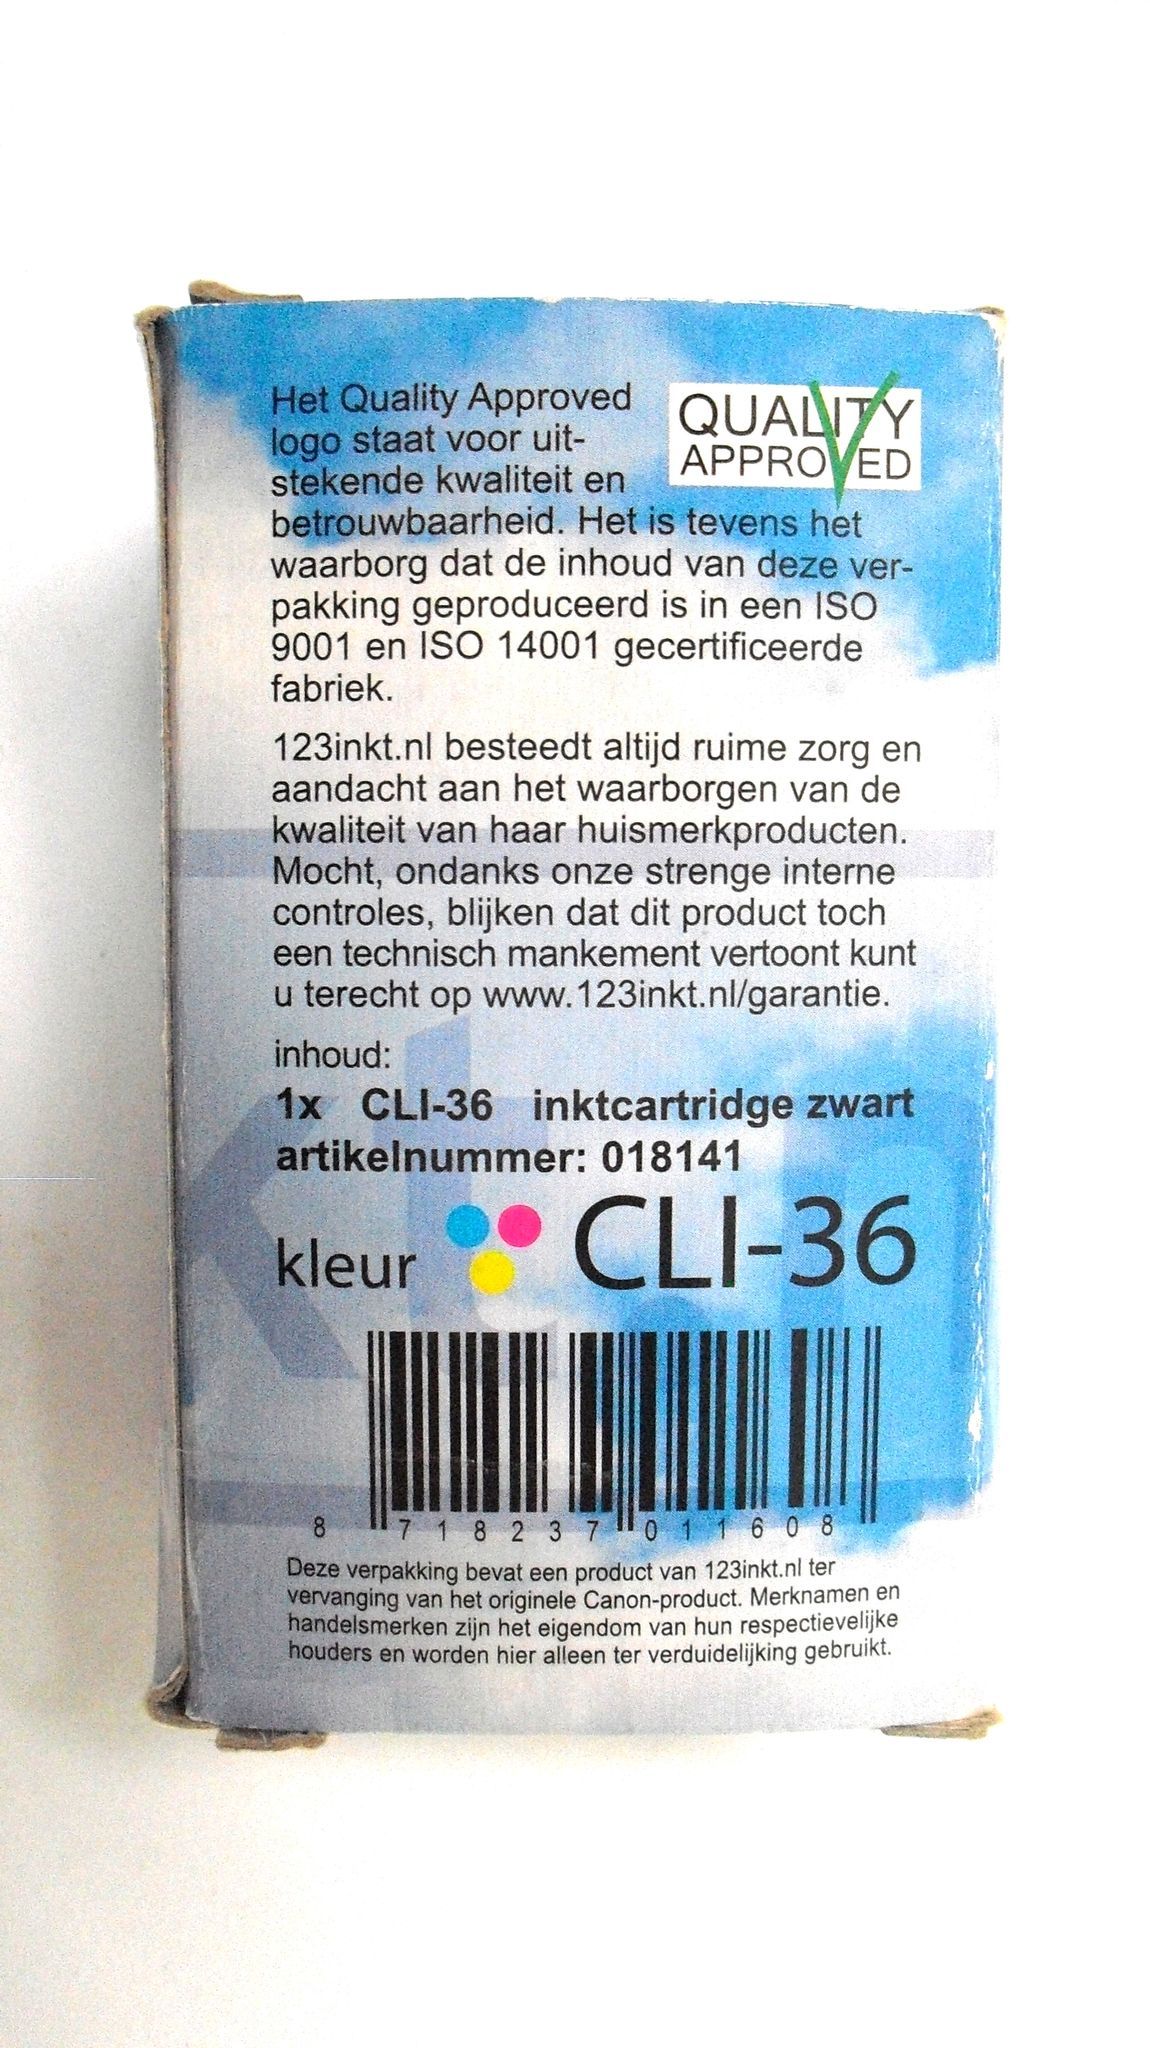 Het Quality Approved
logo staat voor uit-
stekende kwaliteit en
betrouwbaarheid. Het is tevens het
waarborg dat de inhoud van deze ver-
pakking geproduceerd is in een ISO
9001 en ISO 14001 gecertificeerde
fabriek.
QUALITY
APPROVED
123inkt.nl besteedt altijd ruime zorg en
aandacht aan het waarborgen van de
kwaliteit van haar huismerkproducten.
Mocht, ondanks onze strenge interne
controles, blijken dat dit product toch
een technisch mankement vertoont kunt
u terecht op www.123inkt.nl/garantie.
inhoud:
1x CLI-36 inktcartridge zwart
artikelnummer: 018141
kleur CLI-36
8 718237 011608
Deze verpakking bevat een product van 123inkt.nl ter
vervanging van het originele Canon-product. Merknamen en
handelsmerken zijn het eigendom van hun respectievelijke
houders en worden hier alleen ter verduidelijking gebruikt.